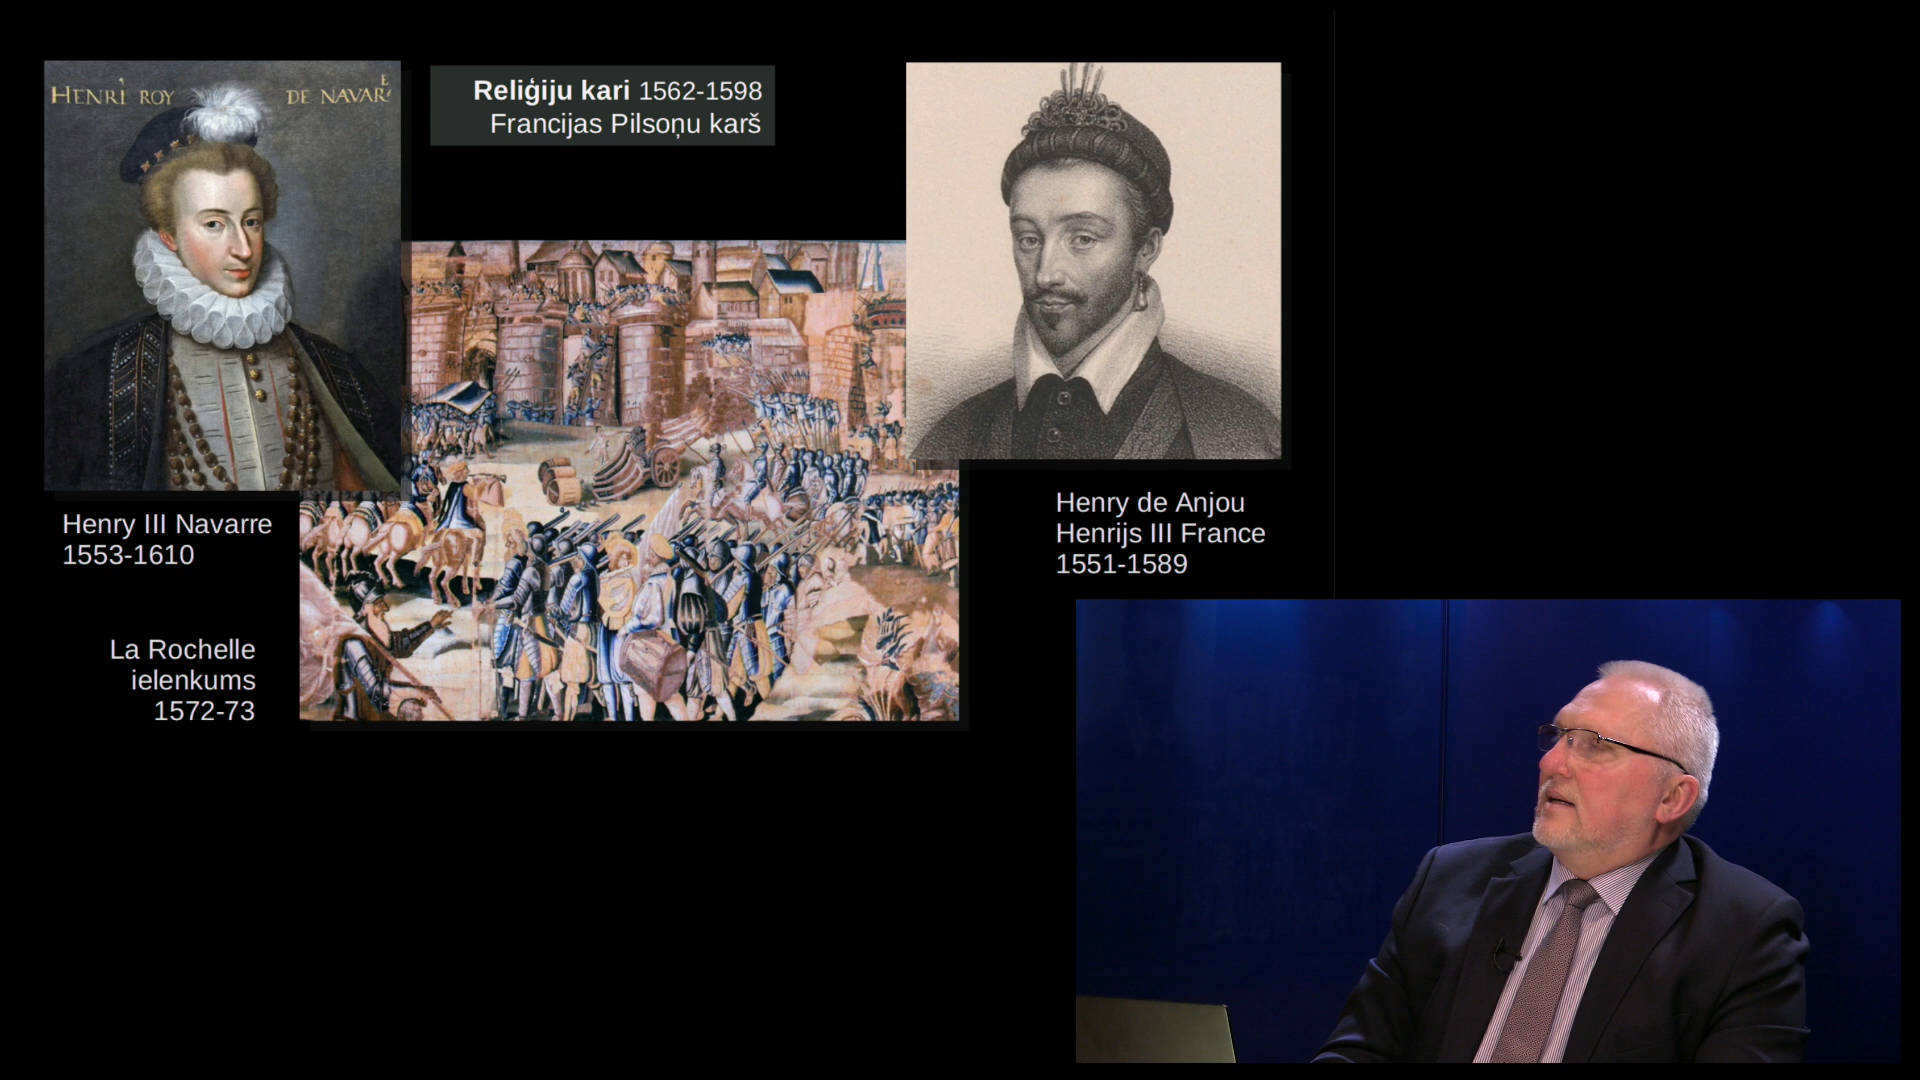 HENRI ROY DE NAVARE
Reliģiju kari 1562-1598
Francijas Pilsoņu karš
Henry III Navarre
1553-1610
Henry de Anjou
Henrijs III France
1551-1589
La Rochelle
ielenkums
1572-73